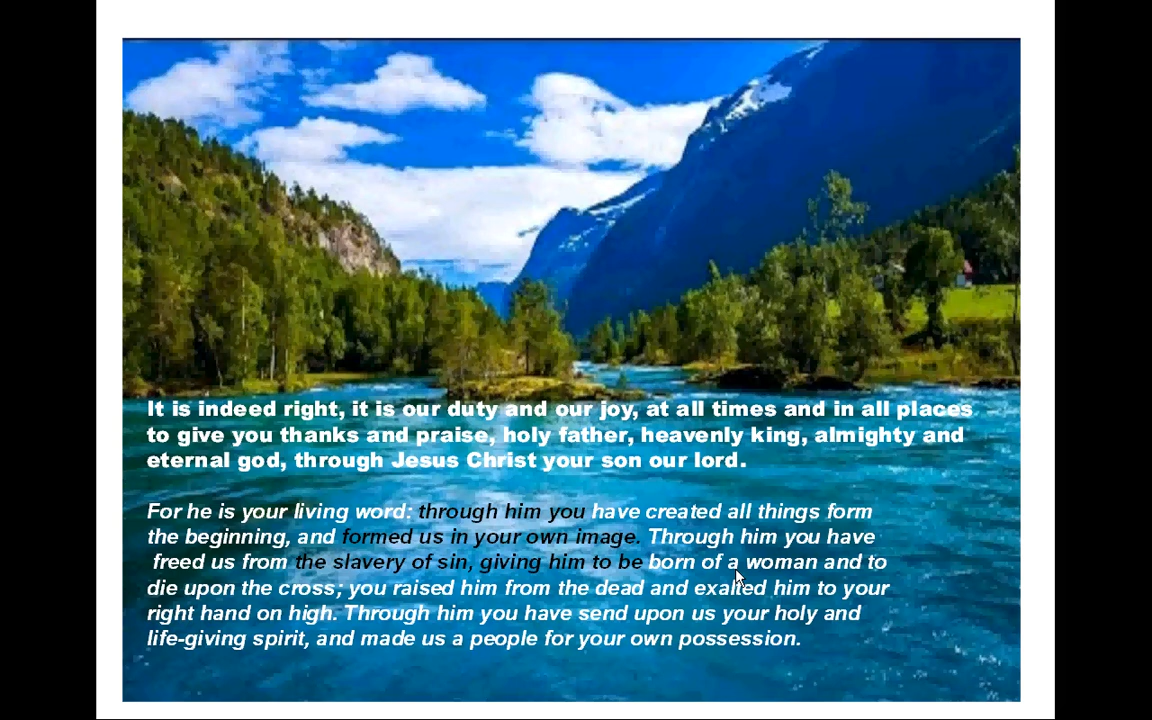 It is indeed right, it is our duty and our joy, at all times and in all places
to give you thanks and praise, holy father, heavenly king, almighty and
eternal god, through Jesus Christ your son our lord.
For he is your living word: through him you have created all things form
the beginning, and formed us in your own image. Through him you have
freed us from the slavery of sin, giving him to be born of a woman and to
die upon the cross; you raised him from the dead and exalted him to your
right hand on high. Through him you have send upon us your holy and
life-giving spirit, and made us a people for your own possession.